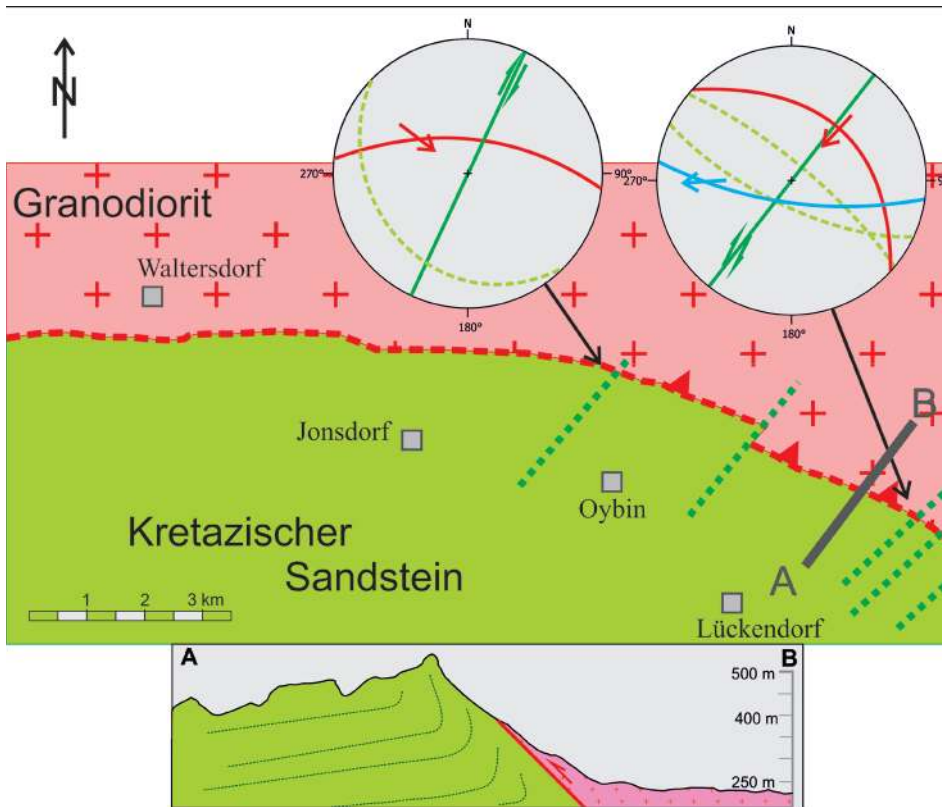 N
N
N
270°
90°
270°
9
180°
180°
Granodiorit
Waltersdorf
Jonsdorf
Oybin
B
Kretazischer
Sandstein
A
1 2 3 km
Lückendorf
A
B
500 m
400 m
250 m